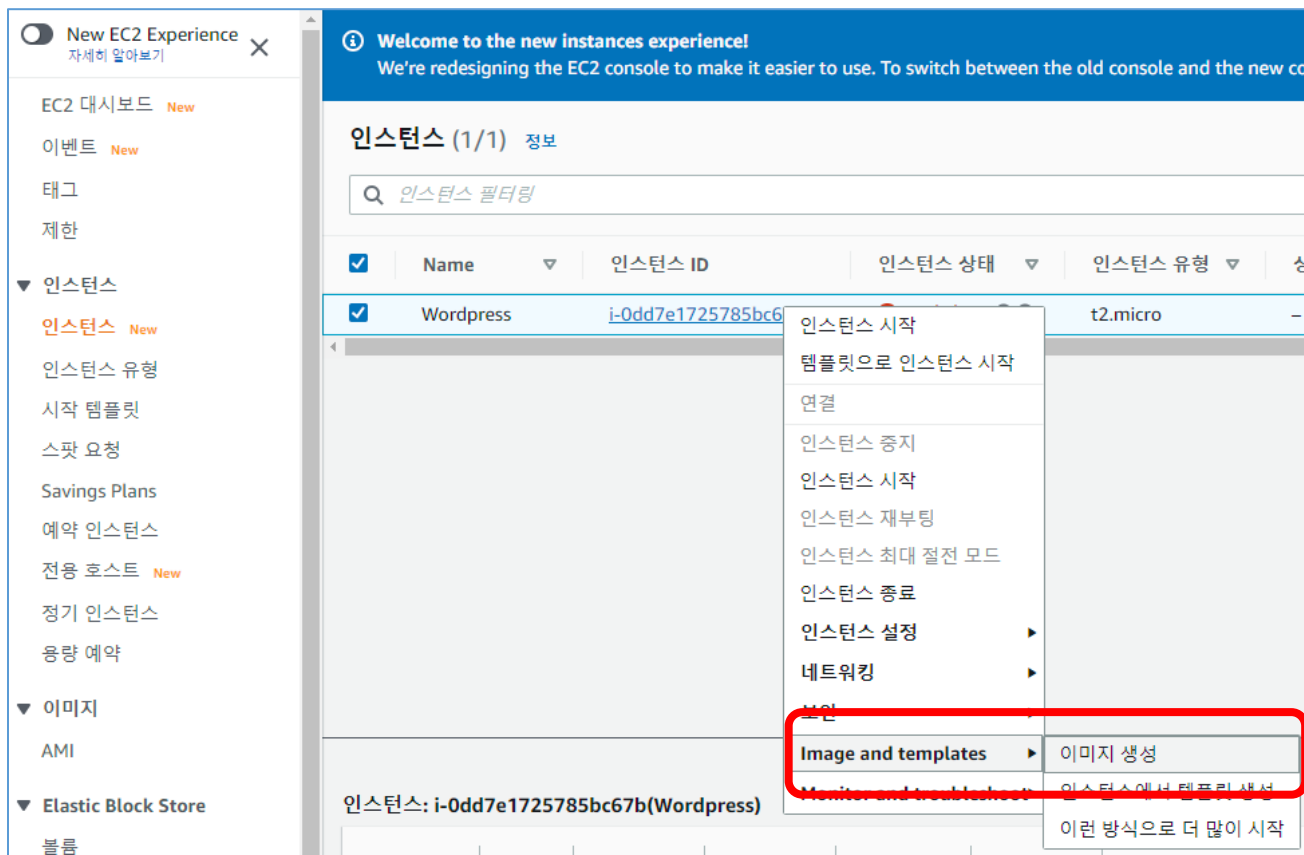 New EC2 Experience
자세히 알아보기
EC2 대시보드 New
이벤트 New
태그
제한
인스턴스
인스턴스 New
인스턴스 유형
시작 템플릿
스팟 요청
Savings Plans
예약 인스턴스
전용 호스트 New
정기 인스턴스
용량 예약
이미지
AMI
Elastic Block Store
볼륨
Welcome to the new instances experience!
We're redesigning the EC2 console to make it easier to use. To switch between the old console and the new
인스턴스 (1/1) 정보
인스턴스 필터링
Name 인스턴스 ID 인스턴스 상태 인스턴스 유형
Wordpress i-0dd7e1725785bc6 t2.micro –
인스턴스 시작
템플릿으로 인스턴스 시작
연결
인스턴스 중지
인스턴스 시작
인스턴스 재부팅
인스턴스 최대 절전 모드
인스턴스 종료
인스턴스 설정
네트워킹
보안
Image and templates
Monitor and troubleshoot
이미지 생성
인스턴스에서 템플릿 생성
이런 방식으로 더 많이 시작
인스턴스: i-0dd7e1725785bc67b(Wordpress)